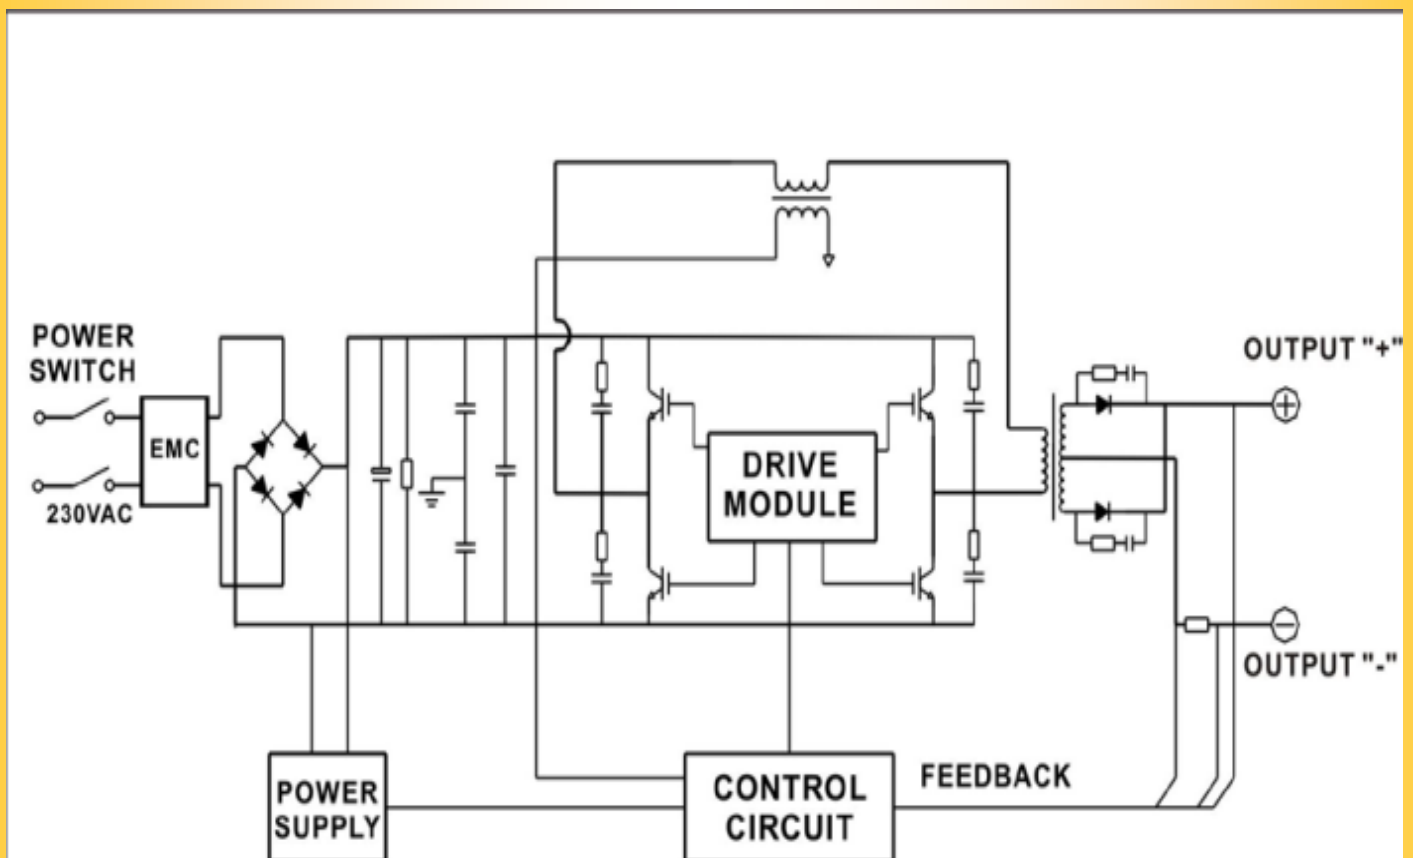 POWER
SWITCH
EMC
230VAC
DRIVE
MODULE
OUTPUT "+"
OUTPUT "-"
POWER
SUPPLY
CONTROL
CIRCUIT
FEEDBACK